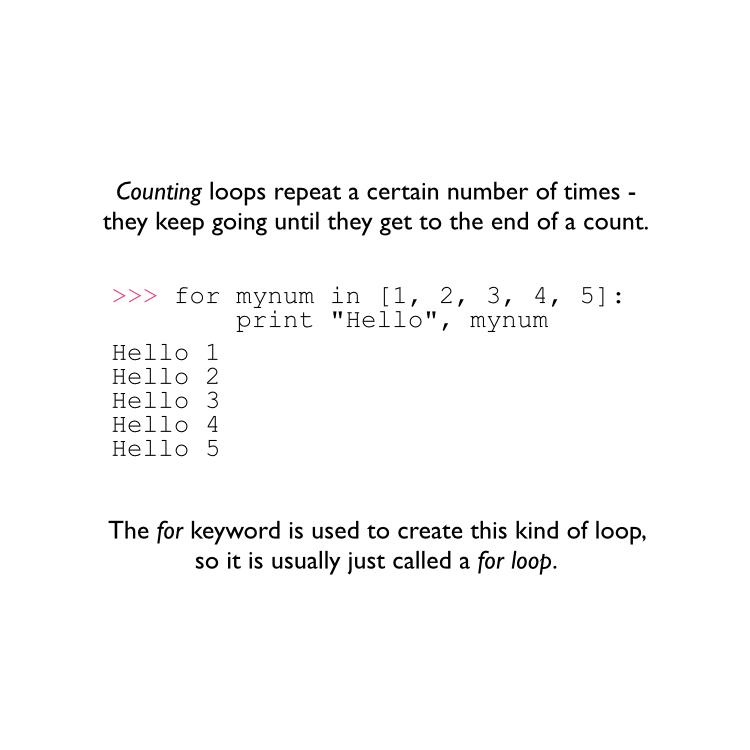 Counting loops repeat a certain number of times -
they keep going until they get to the end of a count.
>>> for mynum in [1, 2, 3, 4, 5]:
        print "Hello", mynum
Hello 1
Hello 2
Hello 3
Hello 4
Hello 5
The for keyword is used to create this kind of loop,
so it is usually just called a for loop.